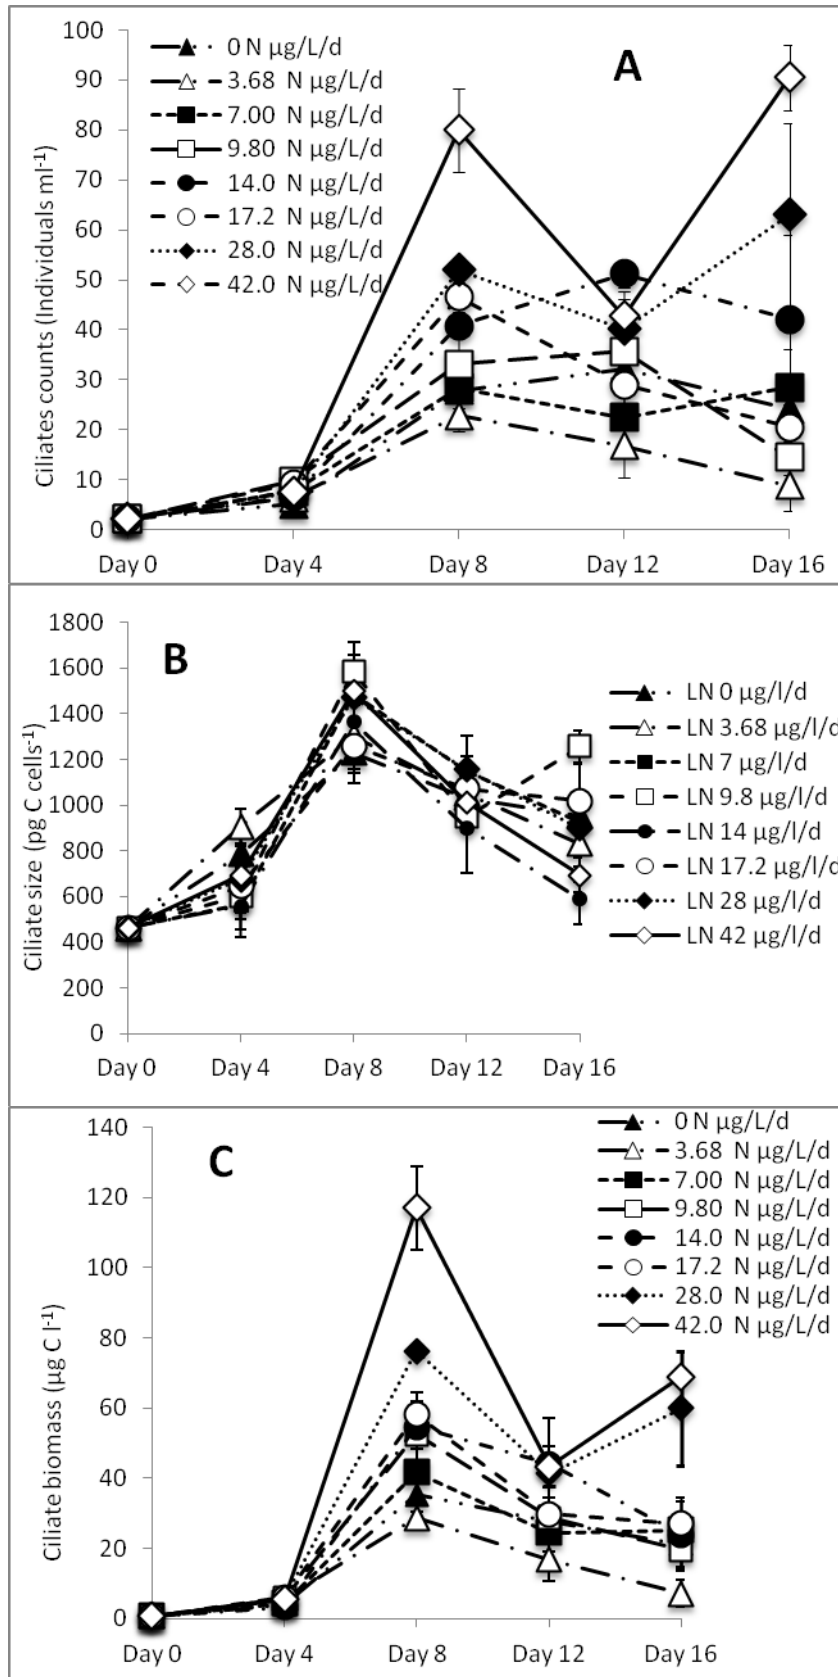 A
100
90
80
70
60
50
40
30
20
10
0
Ciliates counts (Individuals ml-1)
0 N µg/L/d
3.68 N µg/L/d
7.00 N µg/L/d
9.80 N µg/L/d
14.0 N µg/L/d
17.2 N µg/L/d
28.0 N µg/L/d
42.0 N µg/L/d
Day 0 Day 4 Day 8 Day 12 Day 16
B
1800
1600
1400
1200
1000
800
600
400
200
0
Ciliate size (pg C cells-1)
LN 0 µg/l/d
LN 3.68 µg/l/d
LN 7 µg/l/d
LN 9.8 µg/l/d
LN 14 µg/l/d
LN 17.2 µg/l/d
LN 28 µg/l/d
LN 42 µg/l/d
Day 0 Day 4 Day 8 Day 12 Day 16
C
140
120
100
80
60
40
20
0
Ciliate biomass (µg C l-1)
0 N µg/L/d
3.68 N µg/L/d
7.00 N µg/L/d
9.80 N µg/L/d
14.0 N µg/L/d
17.2 N µg/L/d
28.0 N µg/L/d
42.0 N µg/L/d
Day 0 Day 4 Day 8 Day 12 Day 16